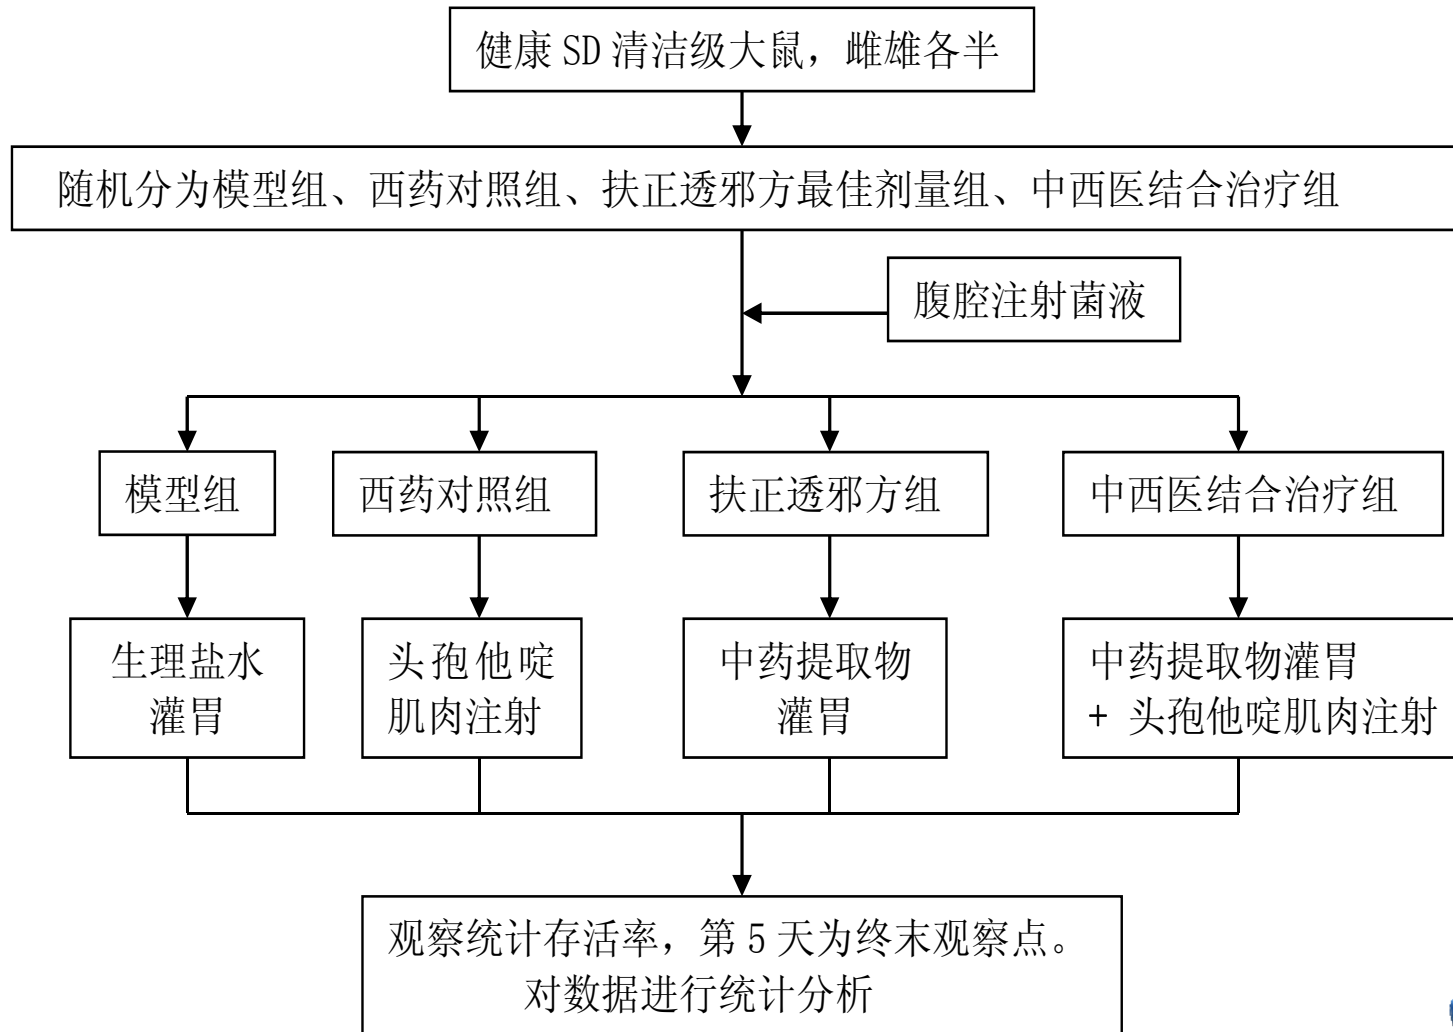 健康 SD 清洁级大鼠，雌雄各半
随机分为模型组、西药对照组、扶正透邪方最佳剂量组、中西医结合治疗组
腹腔注射菌液
模型组
西药对照组
扶正透邪方组
中西医结合治疗组
生理盐水
灌胃
头孢他啶
肌肉注射
中药提取物
灌胃
中药提取物灌胃
+ 头孢他啶肌肉注射
观察统计存活率，第 5 天为终末观察点。
对数据进行统计分析